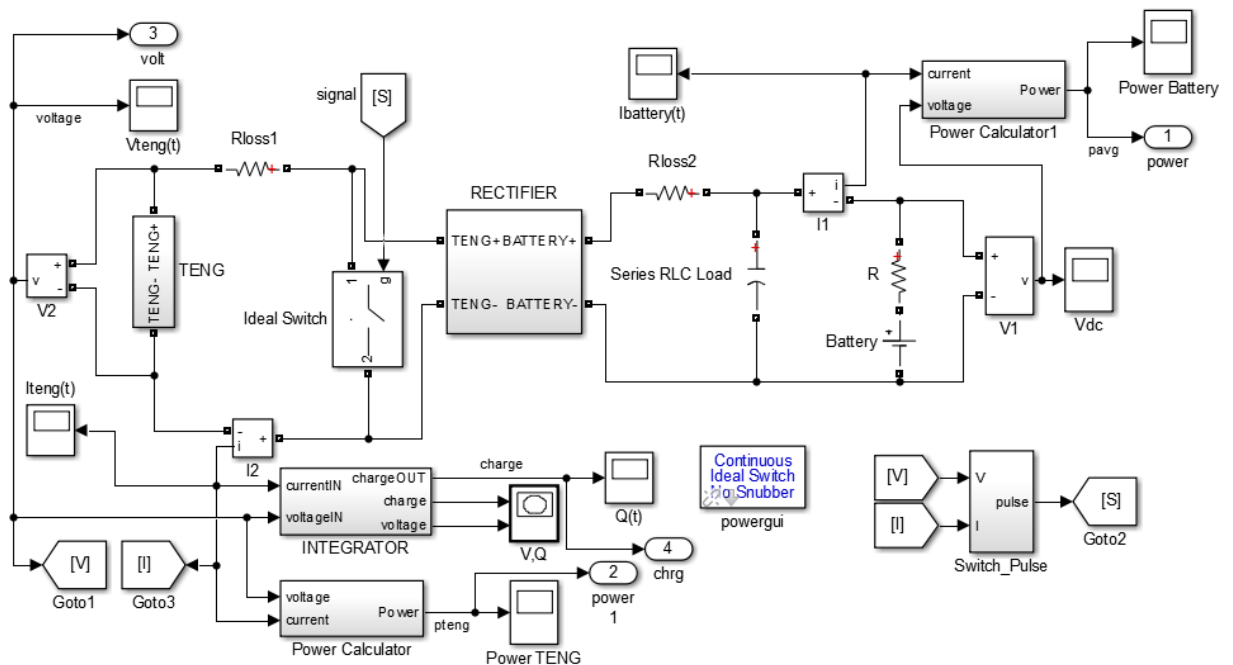 3
volt
voltage
Vteng(t)
signal
[S]
Rloss1
TENG- TENG+
TENG
+
v
-
V2
Ideal Switch
1
g
2
RECTIFIER
TENG+
BATTERY+
TENG-
BATTERY-
Rloss2
Series RLC Load
Ibattery(t)
+
i
-
I1
R
Battery
+
+
v
-
V1
Vdc
current
voltage
Power
Power Calculator1
Power Battery
pavg
1
power
Iteng(t)
-
i
+
I2
currentIN
voltageIN
chargeOUT
charge
voltage
INTEGRATOR
charge
Q(t)
V,Q
4
chrg
[V]
Goto1
[I]
Goto3
voltage
current
Power
Power Calculator
pteng
2
power
1
Power TENG
Continuous
Ideal Switch
No Snubber
powergui
[V]
[I]
V
I
pulse
Switch_Pulse
[S]
Goto2